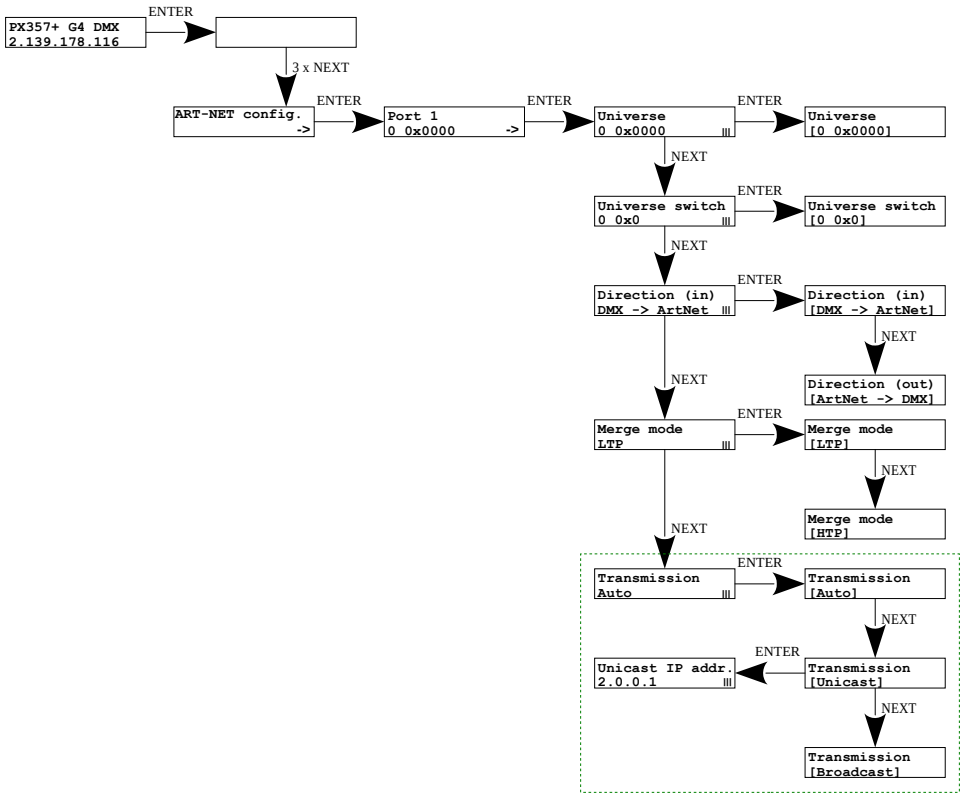 ENTER
PX357+ G4 DMX
2.139.178.116
3 x NEXT
ART-NET config.
->
ENTER
Port 1
0 0x0000 ->
ENTER
Universe
0 0x0000 |||
ENTER
Universe
[0 0x0000]
NEXT
Universe switch
0 0x0 |||
ENTER
Universe switch
[0 0x0]
NEXT
Direction (in)
DMX -> ArtNet |||
ENTER
Direction (in)
[DMX -> ArtNet]
NEXT
Direction (out)
[ArtNet -> DMX]
NEXT
Merge mode
LTP |||
ENTER
Merge mode
[LTP]
NEXT
Merge mode
[HTP]
NEXT
Transmission
Auto |||
ENTER
Transmission
[Auto]
NEXT
Transmission
[Unicast]
ENTER
Unicast IP addr.
2.0.0.1 |||
NEXT
Transmission
[Broadcast]